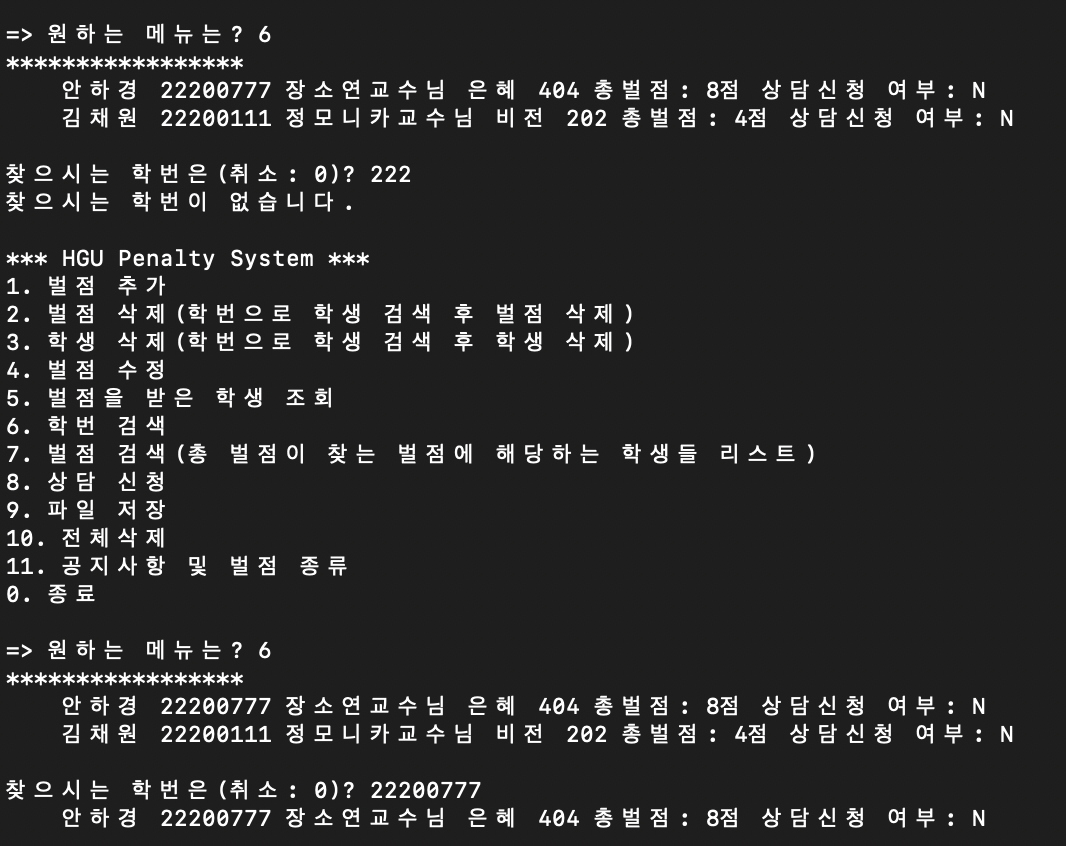 => 원하는 메뉴는? 6
*****************
안하경 22200777 장소연교수님 은혜 404 총벌점: 8점 상담신청 여부: N
김채원 22200111 정모니카교수님 비전 202 총벌점: 4점 상담신청 여부: N
찾으시는 학번은(취소: 0)? 222
찾으시는 학번이 없습니다.
*** HGU Penalty System ***
1. 벌점 추가
2. 벌점 삭제(학번으로 학생 검색 후 벌점 삭제)
3. 학생 삭제(학번으로 학생 검색 후 학생 삭제)
4. 벌점 수정
5. 벌점을 받은 학생 조회
6. 학번 검색
7. 벌점 검색(총 벌점이 찾는 벌점에 해당하는 학생들 리스트)
8. 상담 신청
9. 파일 저장
10. 전체삭제
11. 공지사항 및 벌점 종류
0. 종료
=> 원하는 메뉴는? 6
*****************
안하경 22200777 장소연교수님 은혜 404 총벌점: 8점 상담신청 여부: N
김채원 22200111 정모니카교수님 비전 202 총벌점: 4점 상담신청 여부: N
찾으시는 학번은(취소: 0)? 22200777
안하경 22200777 장소연교수님 은혜 404 총벌점: 8점 상담신청 여부: N